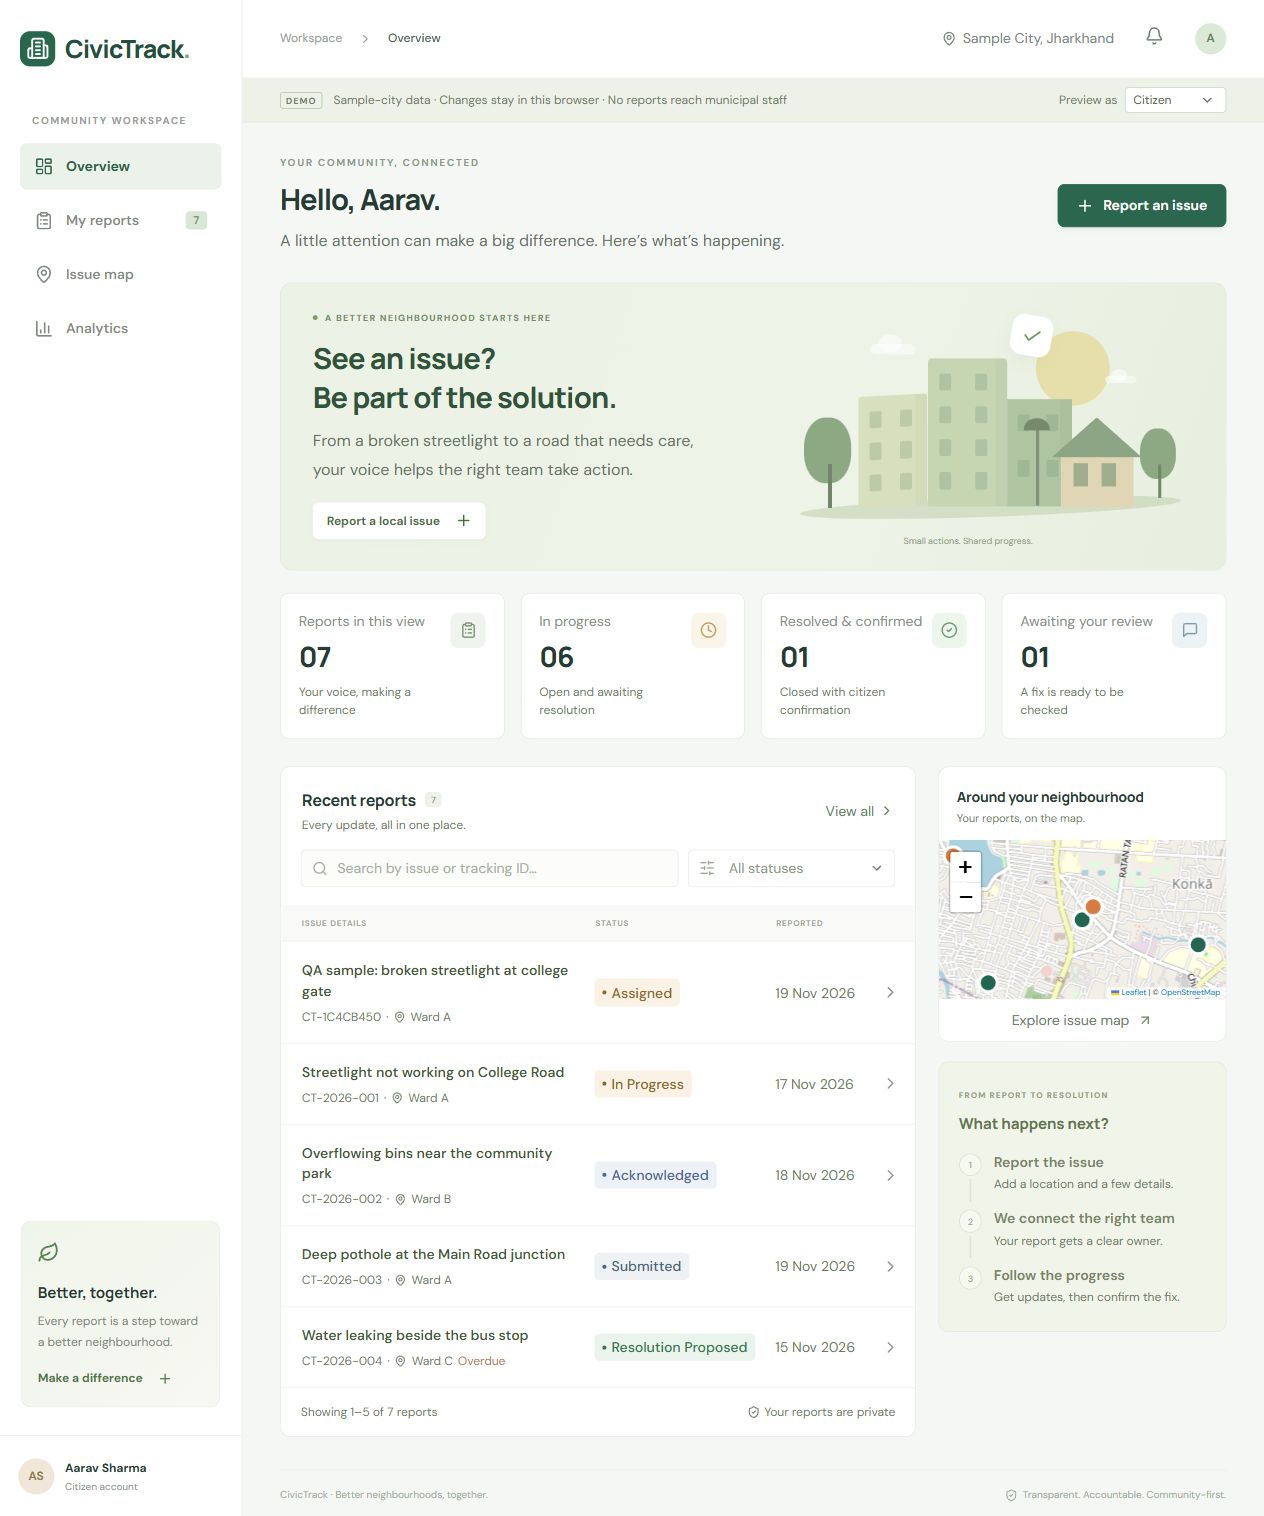 CivicTrack.
COMMUNITY WORKSPACE
Overview
My reports 7
Issue map
Analytics
Better, together.
Every report is a step toward
a better neighbourhood.
Make a difference
AS
Aarav Sharma
Citizen account
Workspace > Overview
Sample City, Jharkhand
A
DEMO Sample-city data · Changes stay in this browser · No reports reach municipal staff
Preview as Citizen
YOUR COMMUNITY, CONNECTED
Hello, Aarav.
A little attention can make a big difference. Here’s what’s happening.
+ Report an issue
A BETTER NEIGHBOURHOOD STARTS HERE
See an issue?
Be part of the solution.
From a broken streetlight to a road that needs care,
your voice helps the right team take action.
Report a local issue +
Small actions. Shared progress.
Reports in this view
07
Your voice, making a
difference
In progress
06
Open and awaiting
resolution
Resolved & confirmed
01
Closed with citizen
confirmation
Awaiting your review
01
A fix is ready to be
checked
Recent reports 7
Every update, all in one place.
View all
Search by issue or tracking ID...
All statuses
ISSUE DETAILS STATUS REPORTED
QA sample: broken streetlight at college
gate
CT-1C4CB450 · Ward A
• Assigned
19 Nov 2026
Streetlight not working on College Road
CT-2026-001 · Ward A
• In Progress
17 Nov 2026
Overflowing bins near the community
park
CT-2026-002 · Ward B
• Acknowledged
18 Nov 2026
Deep pothole at the Main Road junction
CT-2026-003 · Ward A
• Submitted
19 Nov 2026
Water leaking beside the bus stop
CT-2026-004 · Ward C Overdue
• Resolution Proposed
15 Nov 2026
Showing 1–5 of 7 reports
Your reports are private
Around your neighbourhood
Your reports, on the map.
+
−
RATAN TA
Konka
Leaflet | © OpenStreetMap
Explore issue map
FROM REPORT TO RESOLUTION
What happens next?
1 Report the issue
Add a location and a few details.
2 We connect the right team
Your report gets a clear owner.
3 Follow the progress
Get updates, then confirm the fix.
CivicTrack · Better neighbourhoods, together.
Transparent. Accountable. Community-first.